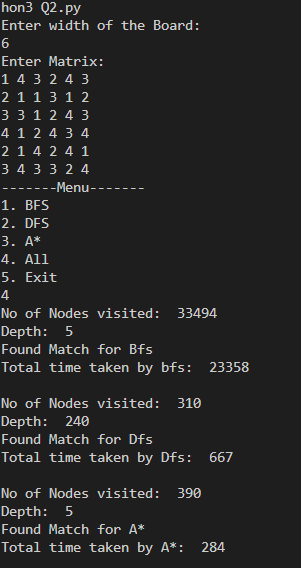 hon3 Q2.py
Enter width of the Board:
6
Enter Matrix:
1 4 3 2 4 3
2 1 1 3 1 2
3 3 1 2 4 3
4 1 2 4 3 4
2 1 4 2 4 1
3 4 3 3 2 4
-------Menu-------
1. BFS
2. DFS
3. A*
4. All
5. Exit
4
No of Nodes visited:  33494
Depth:  5
Found Match for Bfs
Total time taken by bfs:  23358
No of Nodes visited:  310
Depth:  240
Found Match for Dfs
Total time taken by Dfs:  667
No of Nodes visited:  390
Depth:  5
Found Match for A*
Total time taken by A*:  284